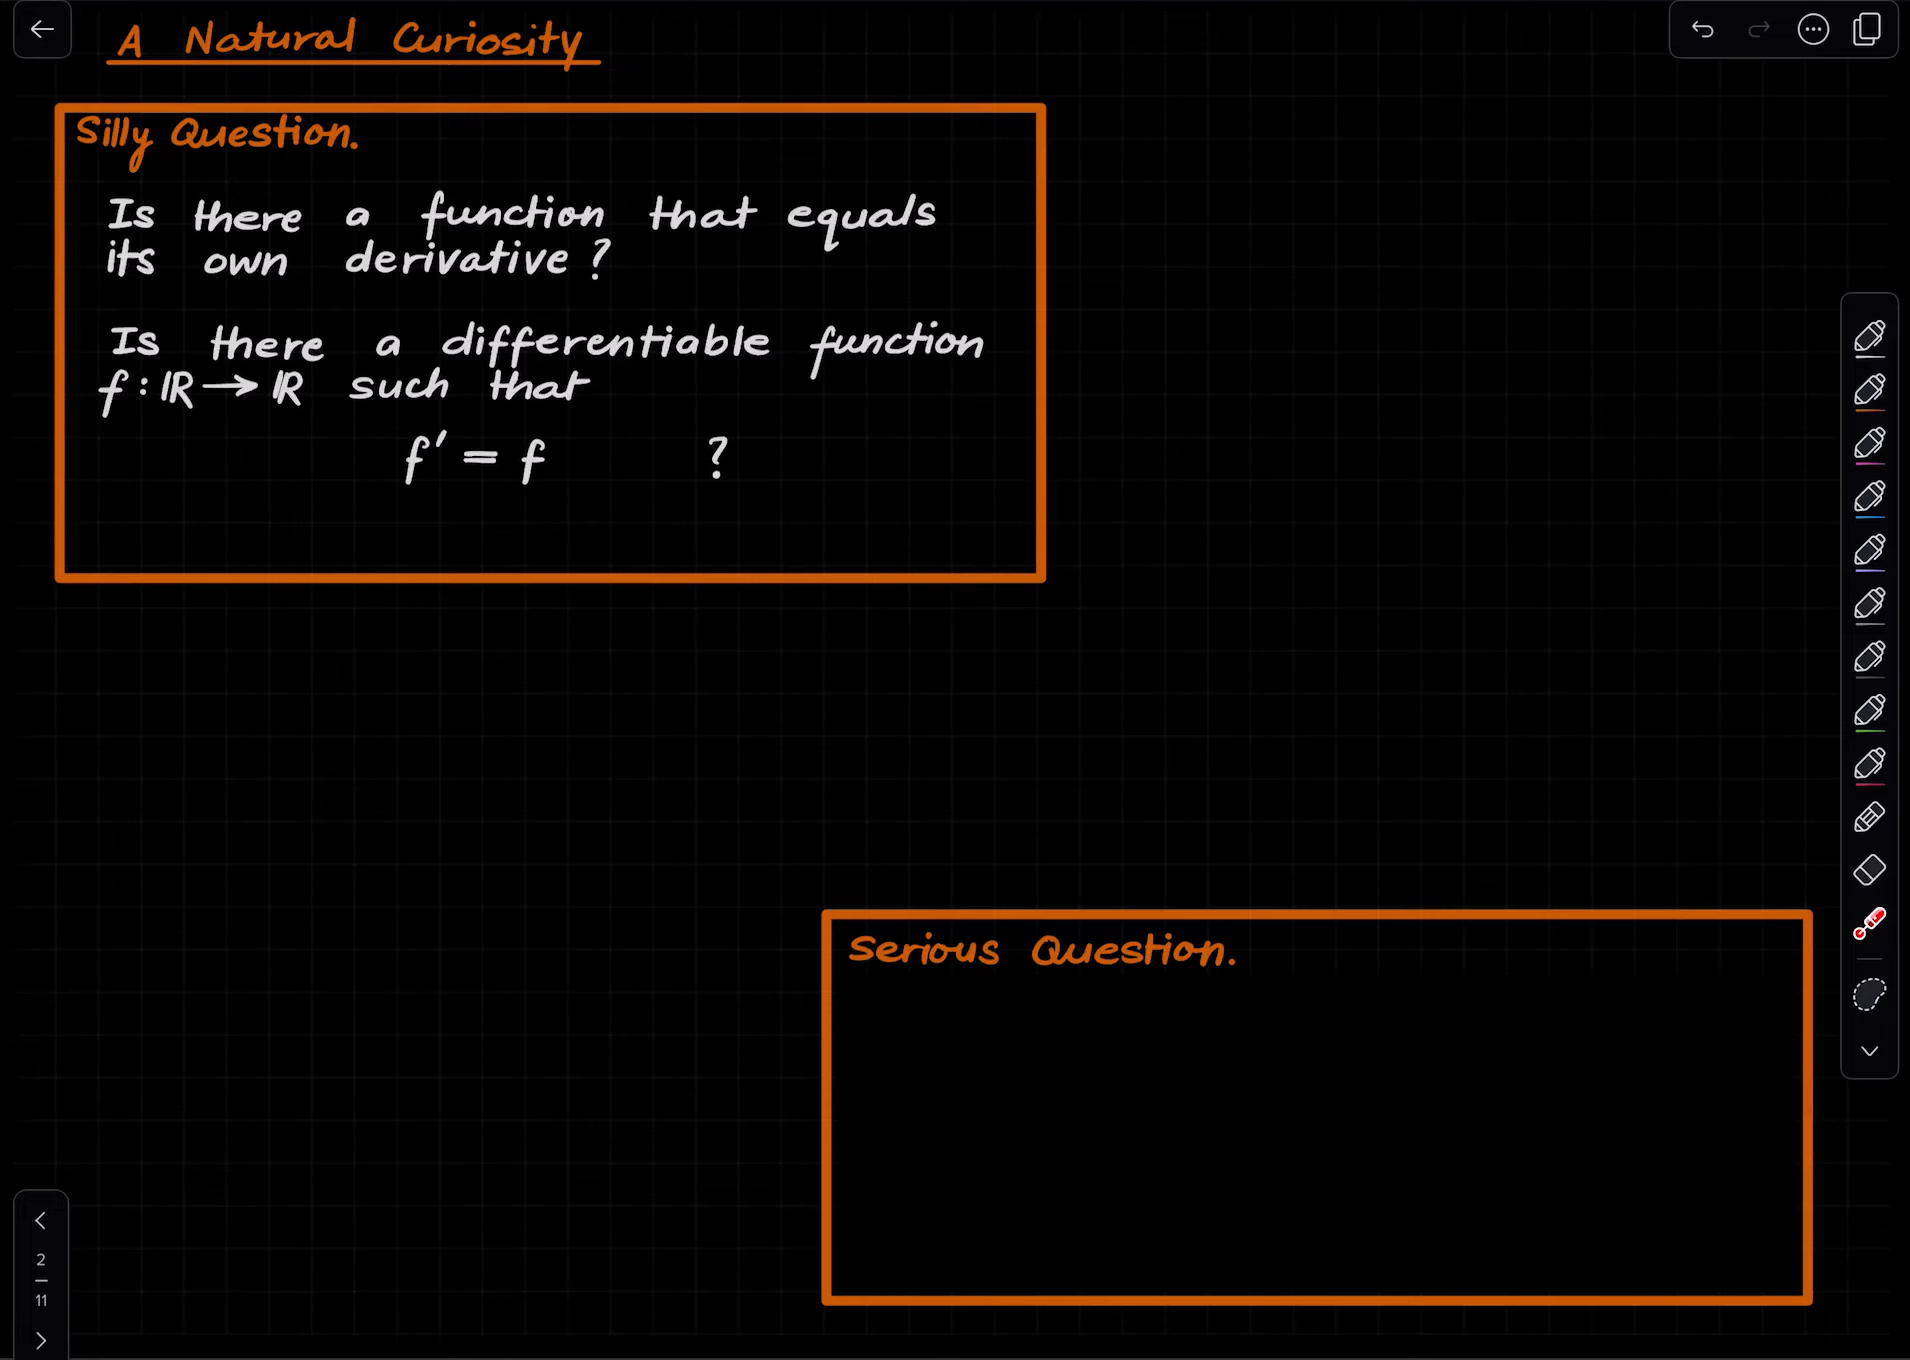 A Natural Curiosity
Silly Question.
Is there a function that equals
its own derivative?
Is there a differentiable function
f : ℝ → ℝ such that
f' = f ?
Serious Question.
2
11